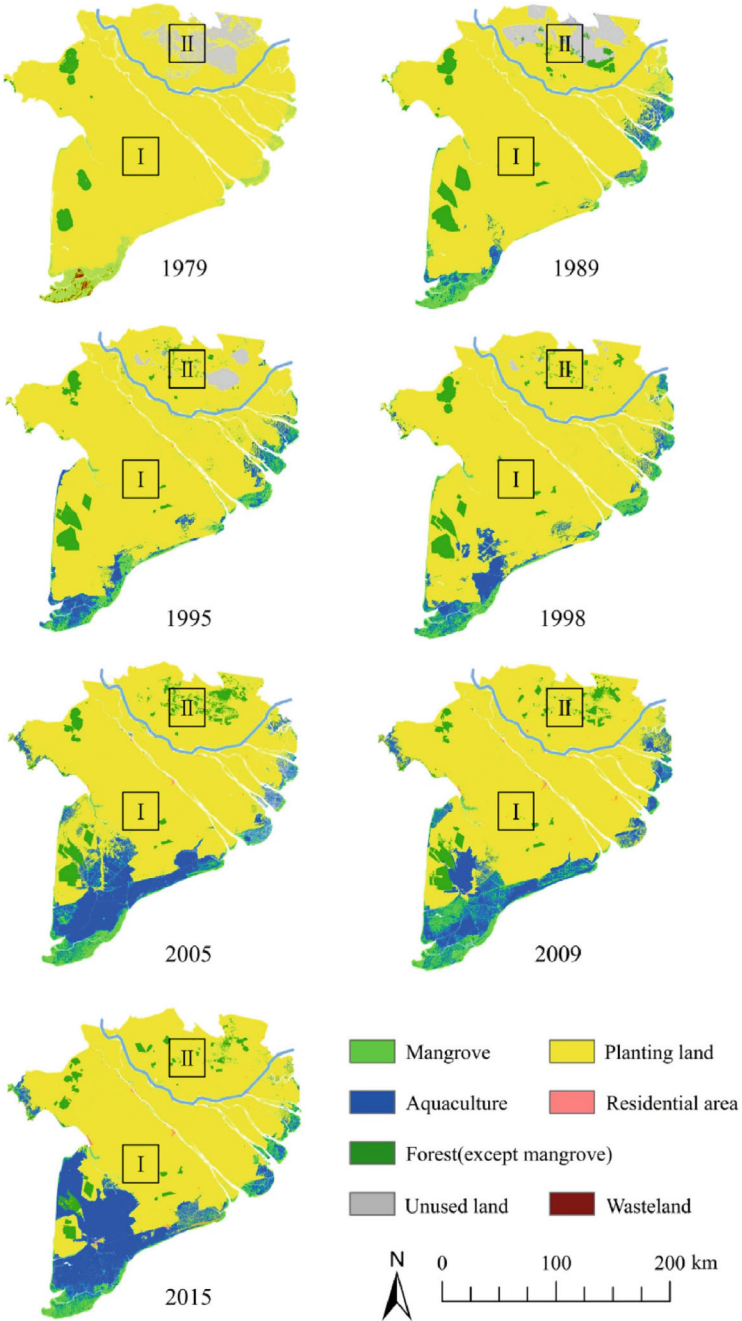 II
I
1979
II
I
1989
II
I
1995
II
I
1998
II
I
2005
II
I
2009
II
I
2015
Mangrove
Planting land
Aquaculture
Residential area
Forest(except mangrove)
Unused land
Wasteland
N
0 100 200 km